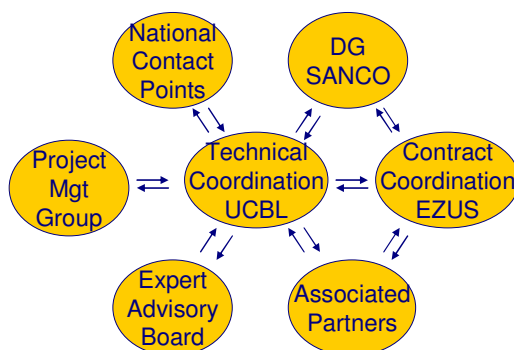 National
Contact
Points
DG
SANCO
Project
Mgt
Group
Technical
Coordination
UCBL
Contract
Coordination
EZUS
Expert
Advisory
Board
Associated
Partners